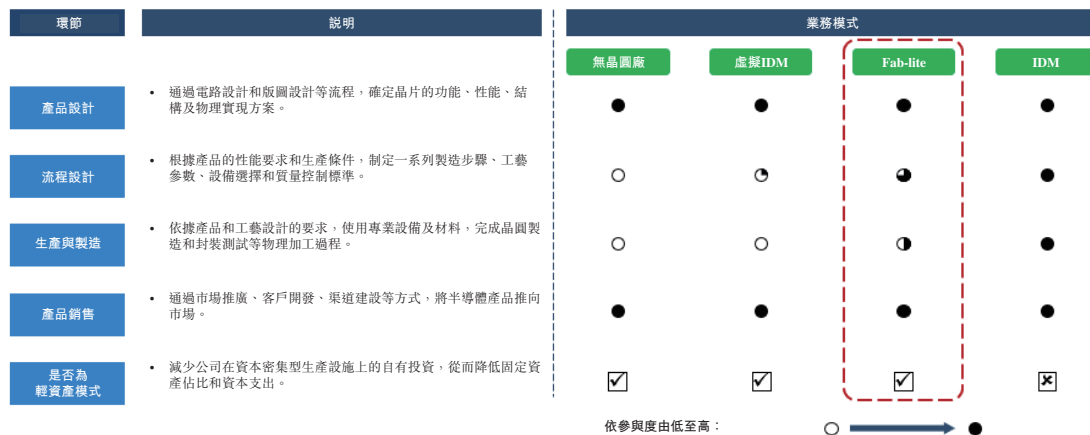 環節
説明
業務模式
無晶圓廠
虛擬IDM
Fab-lite
IDM
產品設計
• 通過電路設計和版圖設計等流程，確定晶片的功能、性能、結
構及物理實現方案。
流程設計
• 根據產品的性能要求和生產條件，制定一系列製造步驟、工藝
參數、設備選擇和質量控制標準。
生產與製造
• 依據產品和工藝設計的要求，使用專業設備及材料，完成晶圓製
造和封裝測試等物理加工過程。
產品銷售
• 通過市場推廣、客戶開發、渠道建設等方式，將半導體產品推向
市場。
是否為
輕資產模式
• 減少公司在資本密集型生產設施上的自有投資，從而降低固定資
產佔比和資本支出。
依參與度由低至高：